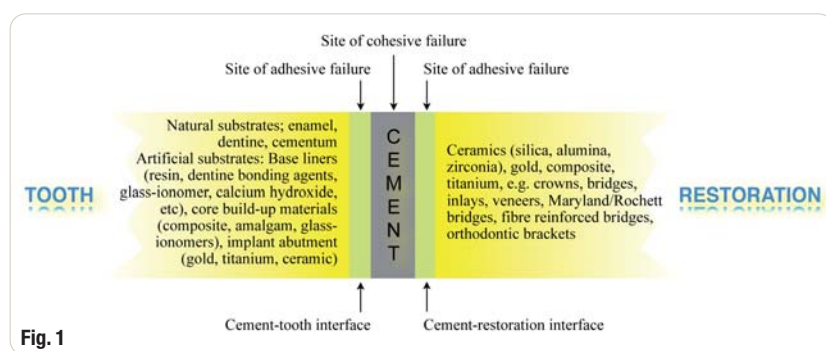 Site of cohesive failure
Site of adhesive failure
Site of adhesive failure
TOOTH
Natural substrates; enamel,
dentine, cementum
Artificial substrates: Base liners
(resin, dentine bonding agents,
glass-ionomer, calcium hydroxide,
etc), core build-up materials
(composite, amalgam, glass-
ionomers), implant abutment
(gold, titanium, ceramic)
CEMENT
Ceramics (silica, alumina,
zirconia), gold, composite,
titanium, e.g. crowns, bridges,
inlays, veneers, Maryland/Rochett
bridges, fibre reinforced bridges,
orthodontic brackets
RESTORATION
Cement-tooth interface
Cement-restoration interface
Fig. 1